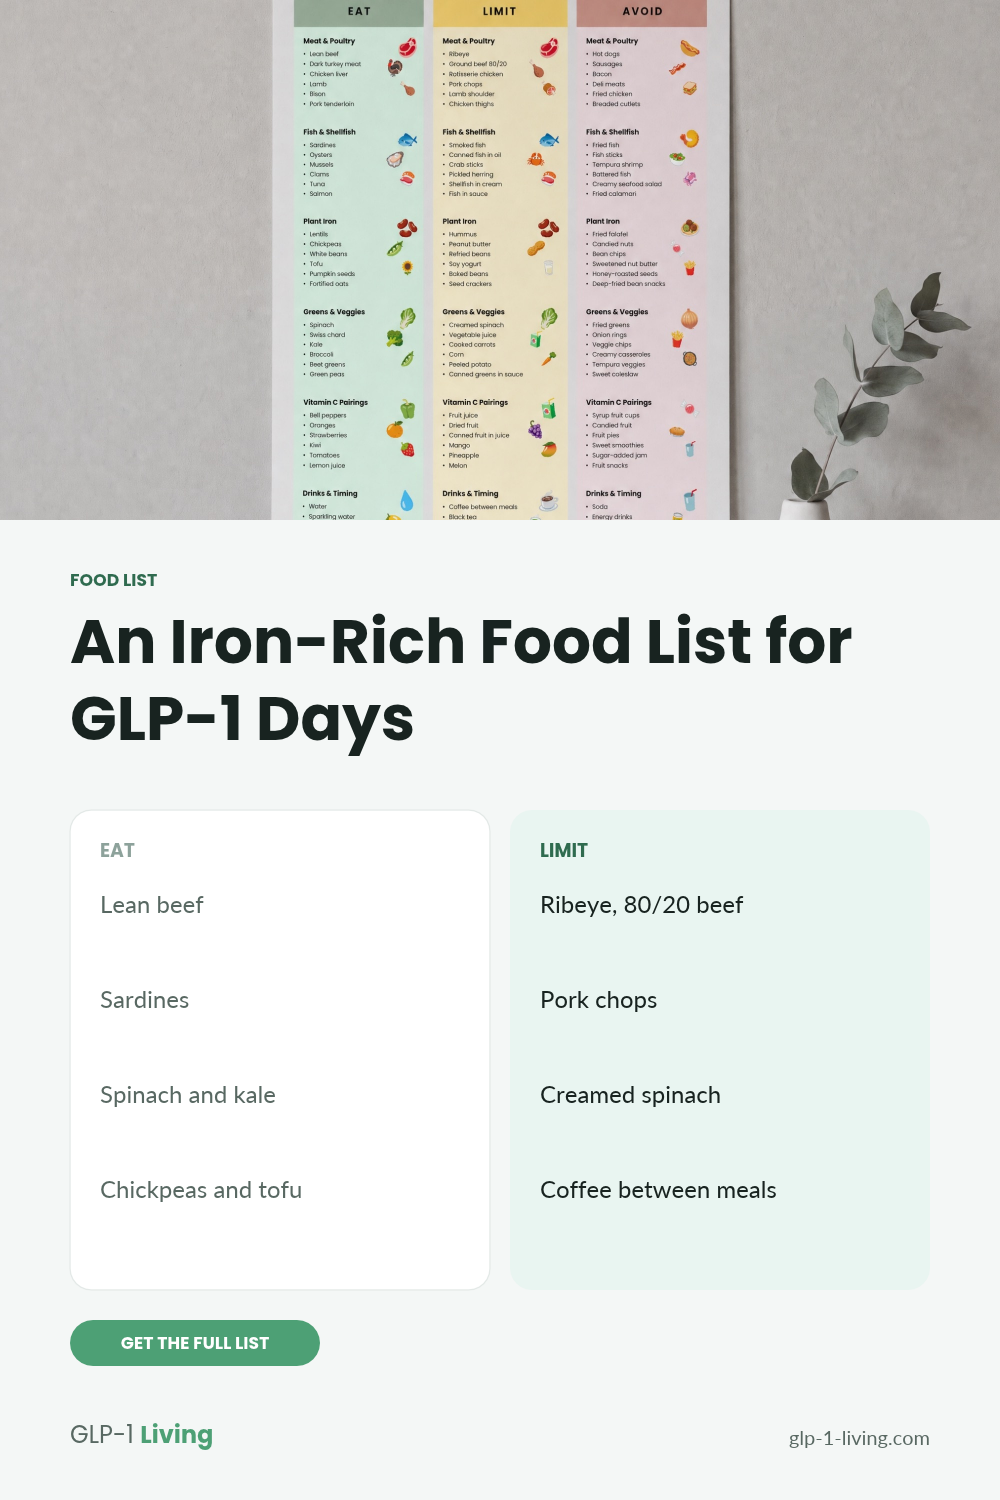 EAT
Meat & Poultry
• Lean beef
• Dark turkey meat
• Chicken liver
• Lamb
• Bison
• Pork tenderloin
Fish & Shellfish
• Sardines
• Oysters
• Mussels
• Clams
• Tuna
• Salmon
Plant Iron
• Lentils
• Chickpeas
• White beans
• Tofu
• Pumpkin seeds
• Fortified oats
Greens & Veggies
• Spinach
• Swiss chard
• Kale
• Broccoli
• Beet greens
• Green peas
Vitamin C Pairings
• Bell peppers
• Oranges
• Strawberries
• Kiwi
• Tomatoes
• Lemon juice
Drinks & Timing
• Water
• Sparkling water
LIMIT
Meat & Poultry
• Ribeye
• Ground beef 80/20
• Rotisserie chicken
• Pork chops
• Lamb shoulder
• Chicken thighs
Fish & Shellfish
• Smoked fish
• Canned fish in oil
• Crab sticks
• Pickled herring
• Shellfish in cream
• Fish in sauce
Plant Iron
• Hummus
• Peanut butter
• Refried beans
• Soy yogurt
• Baked beans
• Seed crackers
Greens & Veggies
• Creamed spinach
• Vegetable juice
• Cooked carrots
• Corn
• Peeled potato
• Canned greens in sauce
Vitamin C Pairings
• Fruit juice
• Dried fruit
• Canned fruit in juice
• Mango
• Pineapple
• Melon
Drinks & Timing
• Coffee between meals
• Black tea
AVOID
Meat & Poultry
• Hot dogs
• Sausages
• Bacon
• Deli meats
• Fried chicken
• Breaded cutlets
Fish & Shellfish
• Fried fish
• Fish sticks
• Tempura shrimp
• Battered fish
• Creamy seafood salad
• Fried calamari
Plant Iron
• Fried falafel
• Candied nuts
• Bean chips
• Sweetened nut butter
• Honey-roasted seeds
• Deep-fried bean snacks
Greens & Veggies
• Fried greens
• Onion rings
• Veggie chips
• Creamy casseroles
• Tempura veggies
• Sweet coleslaw
Vitamin C Pairings
• Syrup fruit cups
• Candied fruit
• Fruit pies
• Sweet smoothies
• Sugar-added jam
• Fruit snacks
Drinks & Timing
• Soda
• Energy drinks
FOOD LIST
An Iron-Rich Food List for
GLP-1 Days
EAT
Lean beef
Sardines
Spinach and kale
Chickpeas and tofu
LIMIT
Ribeye, 80/20 beef
Pork chops
Creamed spinach
Coffee between meals
GET THE FULL LIST
GLP-1 Living
glp-1-living.com